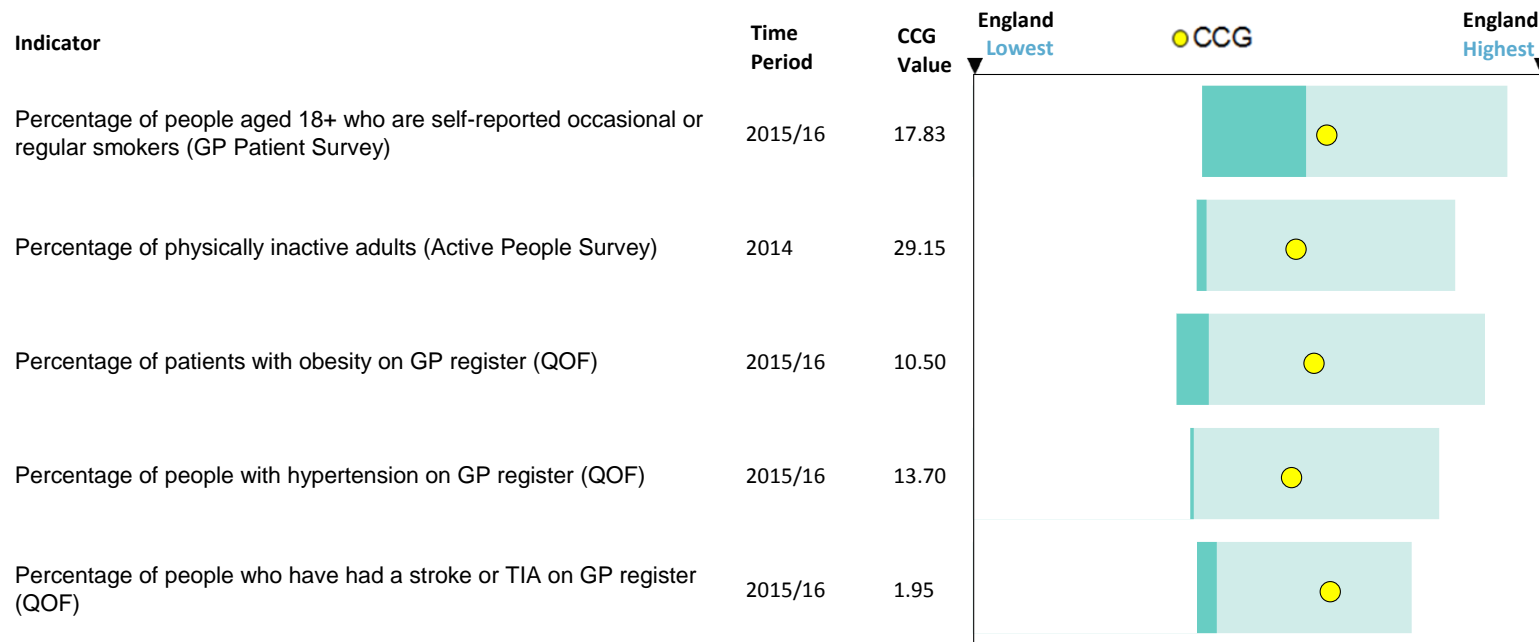 Indicator
Time
Period
CCG
Value
England
Lowest
CCG
England
Highest
Percentage of people aged 18+ who are self-reported occasional or
regular smokers (GP Patient Survey)
2015/16
17.83
Percentage of physically inactive adults (Active People Survey)
2014
29.15
Percentage of patients with obesity on GP register (QOF)
2015/16
10.50
Percentage of people with hypertension on GP register (QOF)
2015/16
13.70
Percentage of people who have had a stroke or TIA on GP register
(QOF)
2015/16
1.95